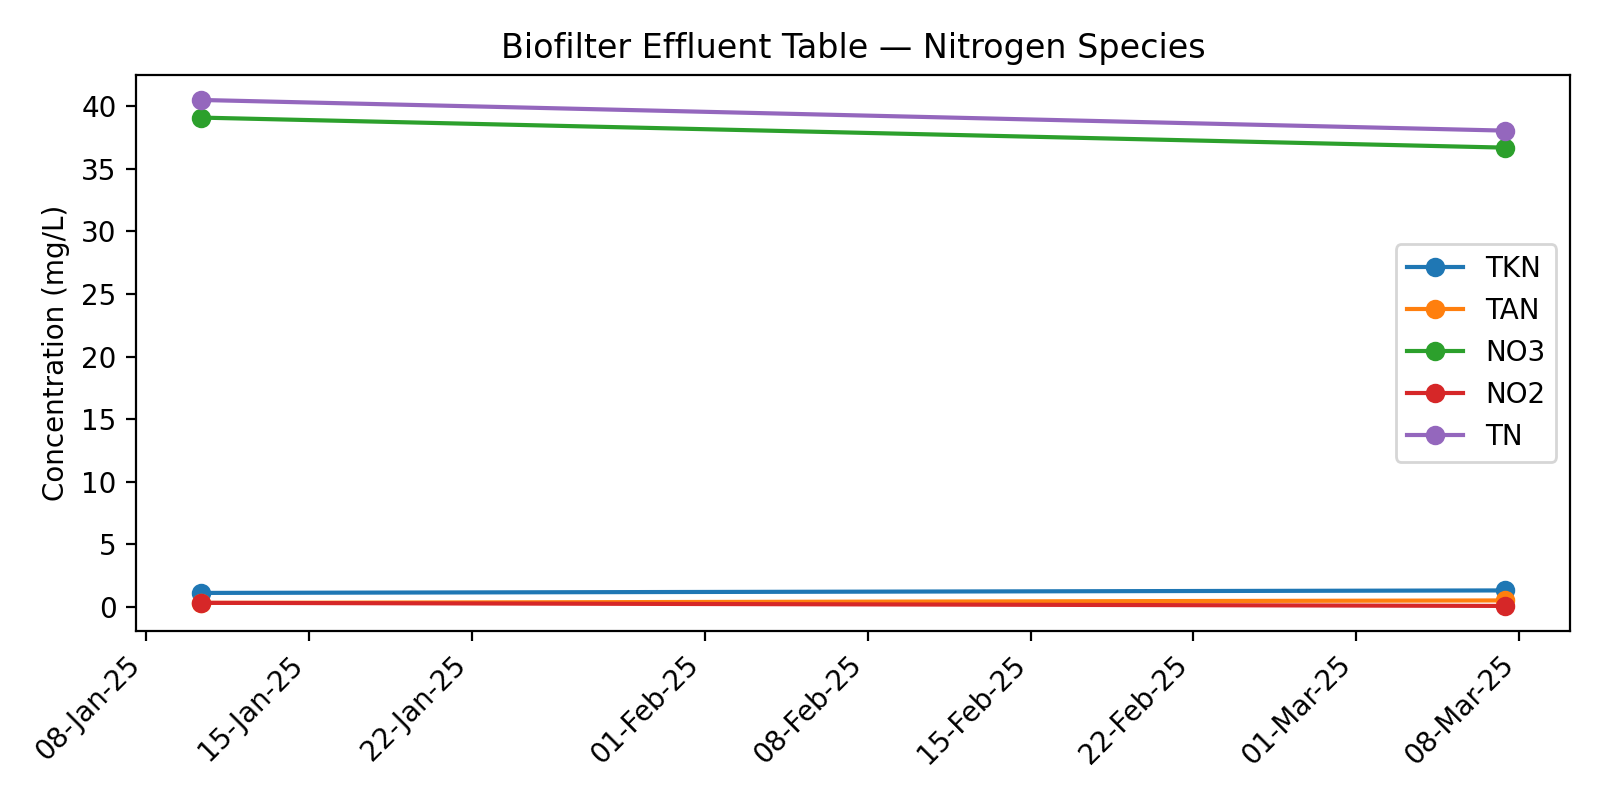 Biofilter Effluent Table — Nitrogen Species
Concentration (mg/L)
40
35
30
25
20
15
10
5
0
TKN
TAN
NO3
NO2
TN
08-Jan-25
15-Jan-25
22-Jan-25
01-Feb-25
08-Feb-25
15-Feb-25
22-Feb-25
01-Mar-25
08-Mar-25